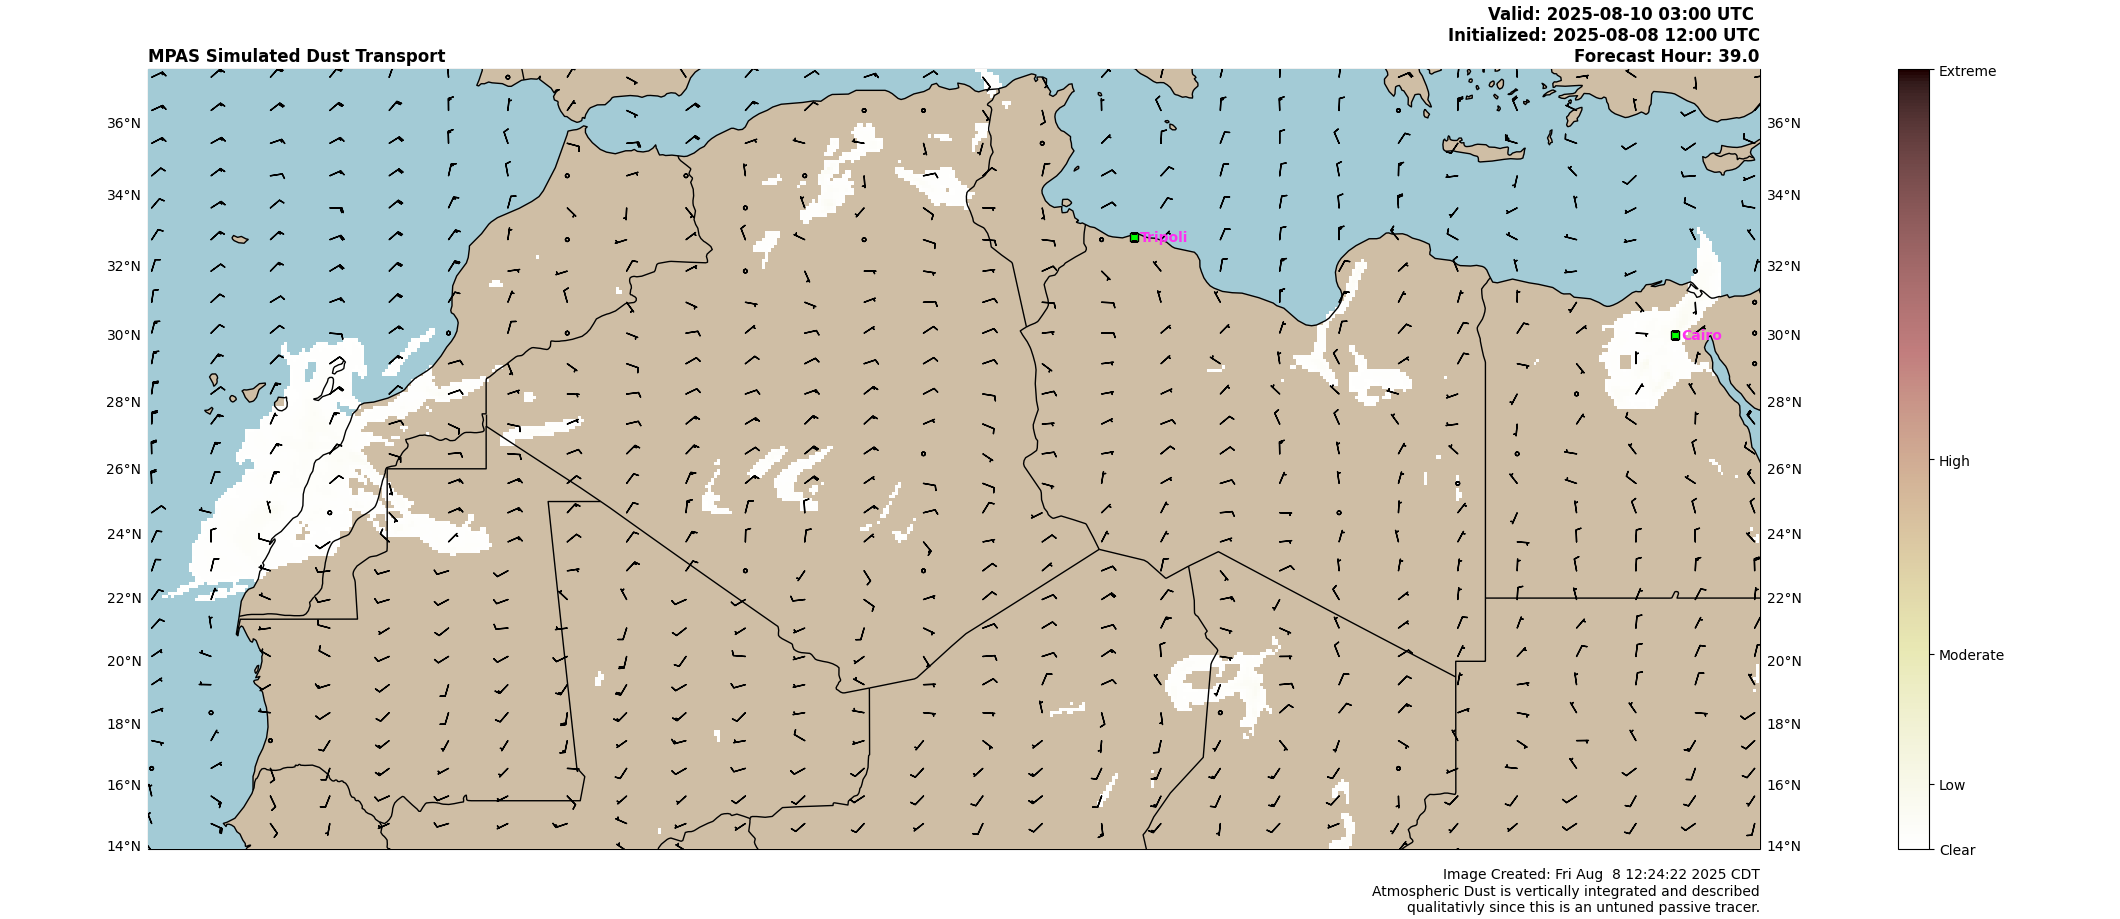 Valid: 2025-08-10 03:00 UTC
Initialized: 2025-08-08 12:00 UTC
MPAS Simulated Dust Transport
Forecast Hour: 39.0
Extreme
36°N
36°N
34°N
34°N
Tripoli
32°N
32°N
30°N
Cairo
30°N
28°N
28°N
26°N
26°N
High
24°N
24°N
22°N
22°N
20°N
20°N
Moderate
18°N
18°N
16°N
16°N
Low
14°N
14°N
Clear
Image Created: Fri Aug  8 12:24:22 2025 CDT
Atmospheric Dust is vertically integrated and described
qualitativly since this is an untuned passive tracer.